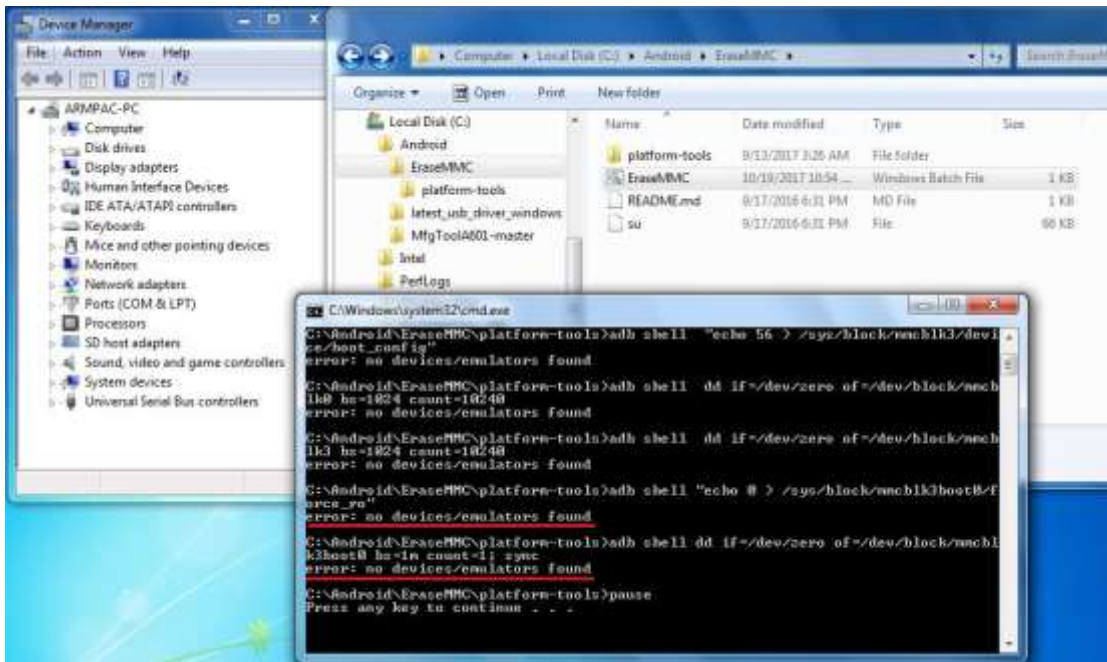 Device Manager
File Action View Help
ARMPAC-PC
Computer
Disk drives
Display adapters
Human Interface Devices
IDE ATA/ATAPI controllers
Keyboards
Mice and other pointing devices
Monitors
Network adapters
Ports (COM & LPT)
Processors
SD host adapters
Sound, video and game controllers
System devices
Universal Serial Bus controllers
Computer Local Disk (C:) Android EraseMMC
Organize Open Print New folder
Local Disk (C:)
Android
EraseMMC
platform-tools
latest_usb_driver_windows
MfgToolA601-master
Intel
PerfLogs
Name Date modified Type Size
platform-tools 9/13/2017 3:26 AM File folder
EraseMMC 10/19/2017 10:54 ... Windows Batch File 1 KB
README.md 9/17/2016 6:31 PM MD File 1 KB
su 9/17/2016 6:31 PM File 66 KB
C:\Windows\system32\cmd.exe
C:\Android\EraseMMC\platform-tools>adb shell "echo 56 > /sys/block/mmcblk3/devi
ce/boot_config"
error: no devices/emulators found
C:\Android\EraseMMC\platform-tools>adb shell dd if=/dev/zero of=/dev/block/mmcb
lk0 bs=1024 count=10240
error: no devices/emulators found
C:\Android\EraseMMC\platform-tools>adb shell dd if=/dev/zero of=/dev/block/mmcb
lk3 bs=1024 count=10240
error: no devices/emulators found
C:\Android\EraseMMC\platform-tools>adb shell "echo 0 > /sys/block/mmcblk3boot0/f
orce_ro"
error: no devices/emulators found
C:\Android\EraseMMC\platform-tools>adb shell dd if=/dev/zero of=/dev/block/mmcbl
k3boot0 bs=1m count=1; sync
error: no devices/emulators found
C:\Android\EraseMMC\platform-tools>pause
Press any key to continue . . .